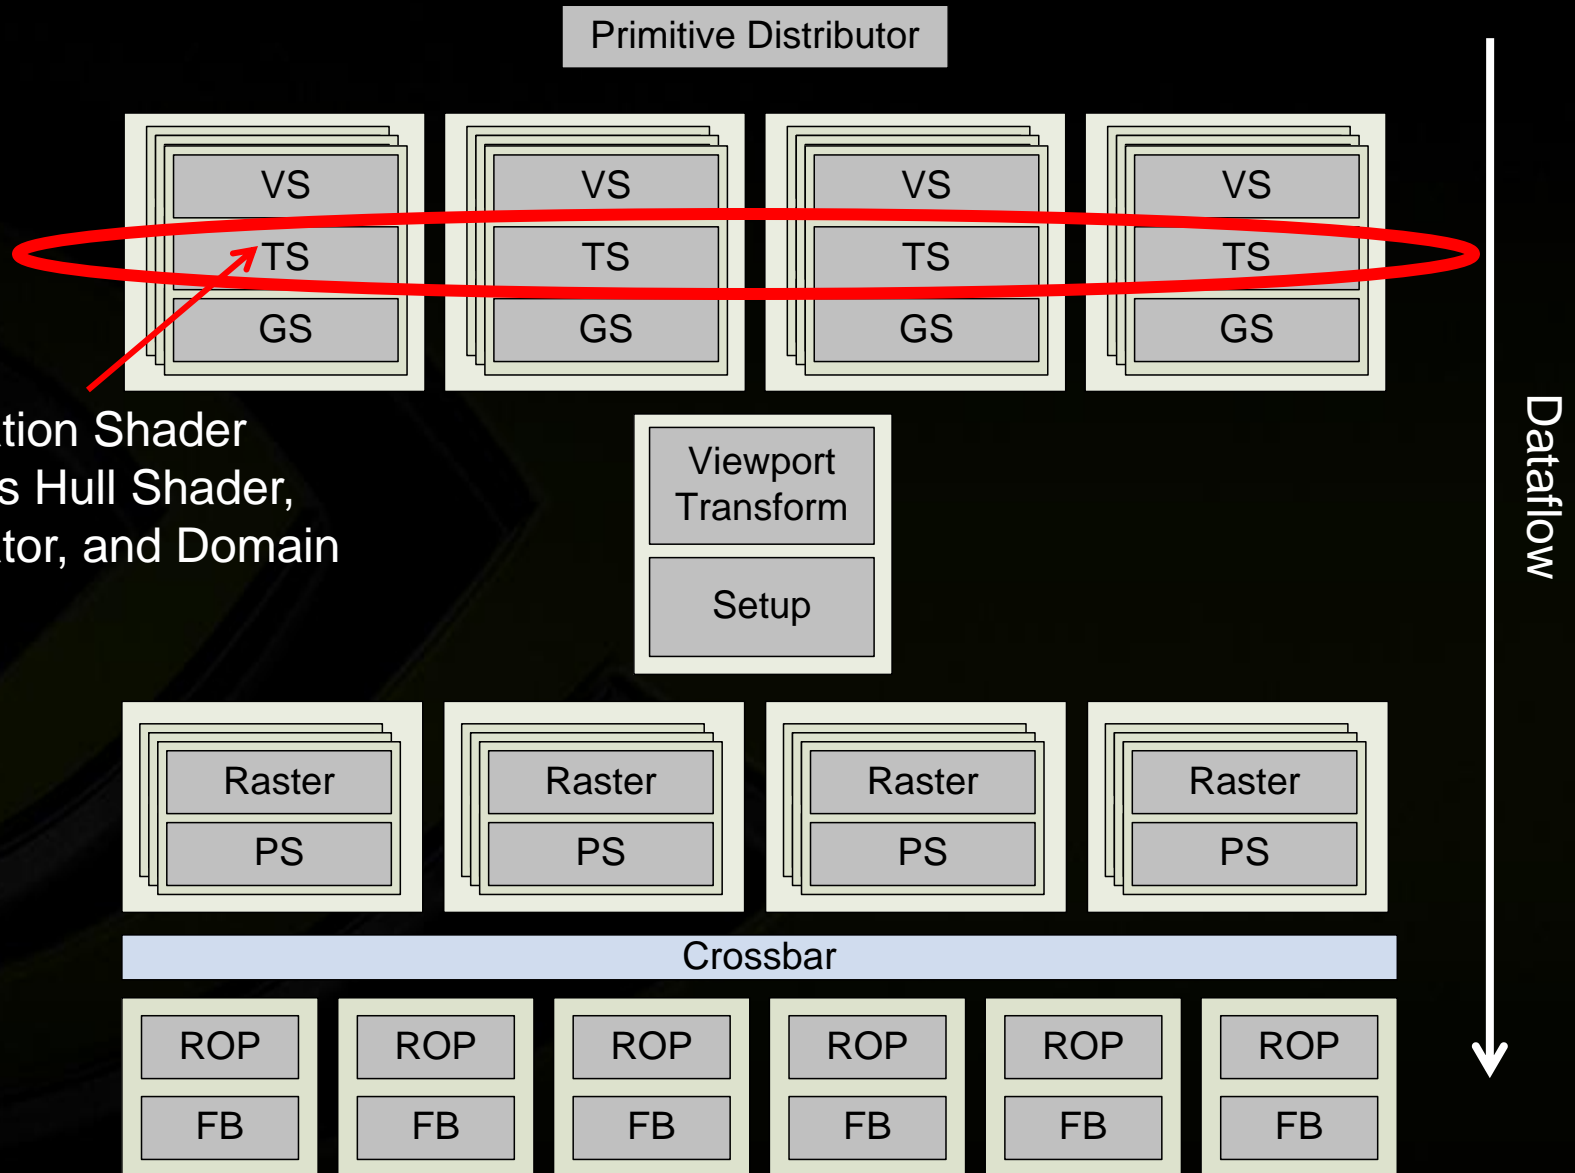 Primitive Distributor
VS VS VS VS
TS TS TS TS
GS GS GS GS
ation Shader
s Hull Shader,
ator, and Domain
Viewport
Transform
Setup
Dataflow
Raster Raster Raster Raster
PS PS PS PS
Crossbar
ROP ROP ROP ROP ROP ROP
FB FB FB FB FB FB